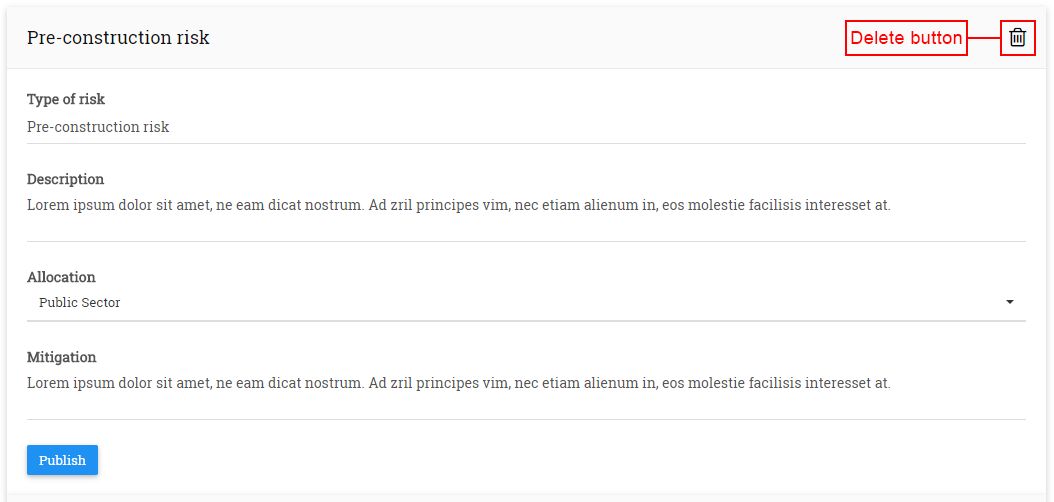 Pre-construction risk
Delete button
Type of risk
Pre-construction risk
Description
Lorem ipsum dolor sit amet, ne eam dicat nostrum. Ad zril principes vim, nec etiam alienum in, eos molestie facilisis interesset at.
Allocation
Public Sector
Mitigation
Lorem ipsum dolor sit amet, ne eam dicat nostrum. Ad zril principes vim, nec etiam alienum in, eos molestie facilisis interesset at.
Publish